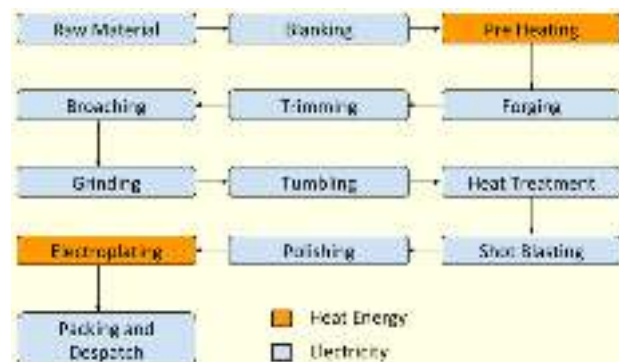 Raw Material
Blanking
Pre Heating
Broaching
Trimming
Forging
Grinding
Tumbling
Heat Treatment
Electroplating
Polishing
Shot Blasting
Packing and
Despatch
Heat Energy
Electricity